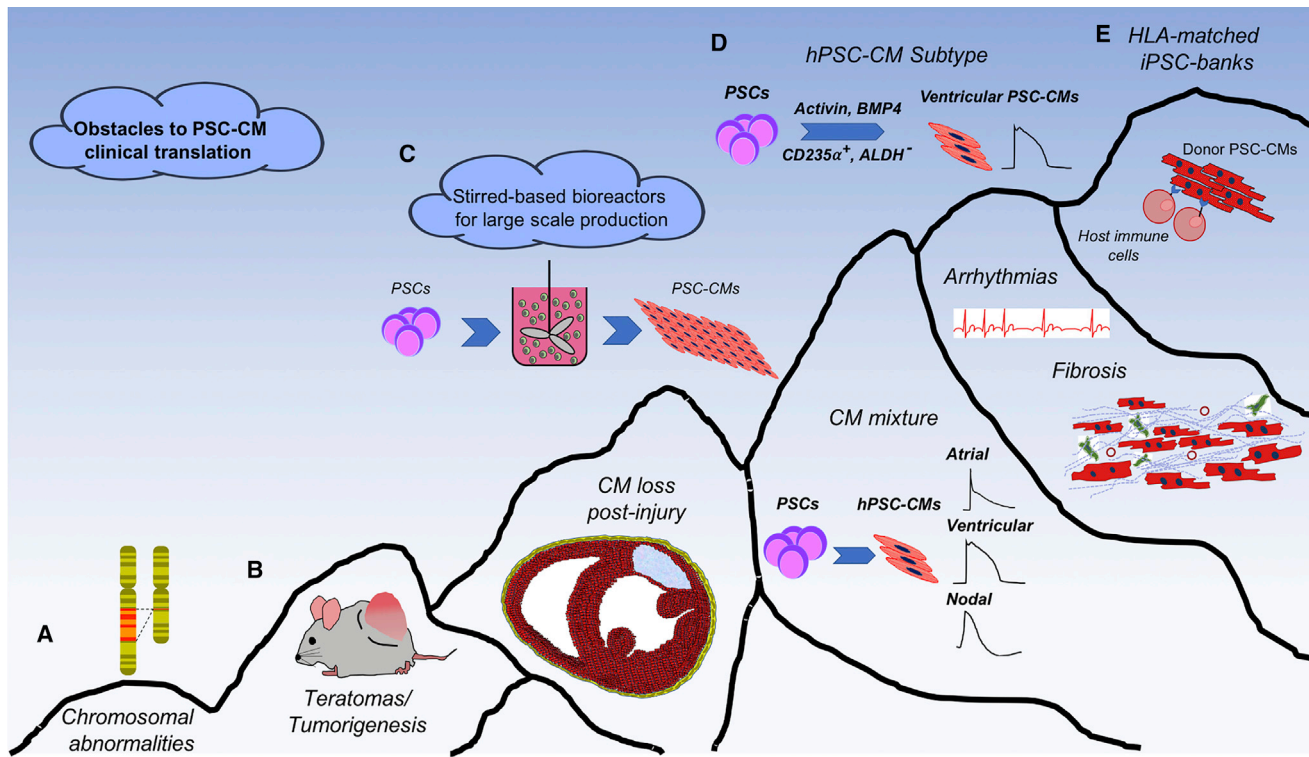 Obstacles to PSC-CM
clinical translation
A
Chromosomal
abnormalities
B
Teratomas/
Tumorigenesis
C
Stirred-based bioreactors
for large scale production
PSCs
PSC-CMs
CM loss
post-injury
D
hPSC-CM Subtype
PSCs
Activin, BMP4
CD235α⁺, ALDH⁻
Ventricular PSC-CMs
CM mixture
PSCs
hPSC-CMs
Atrial
Ventricular
Nodal
Arrhythmias
Fibrosis
E
HLA-matched
iPSC-banks
Donor PSC-CMs
Host immune
cells